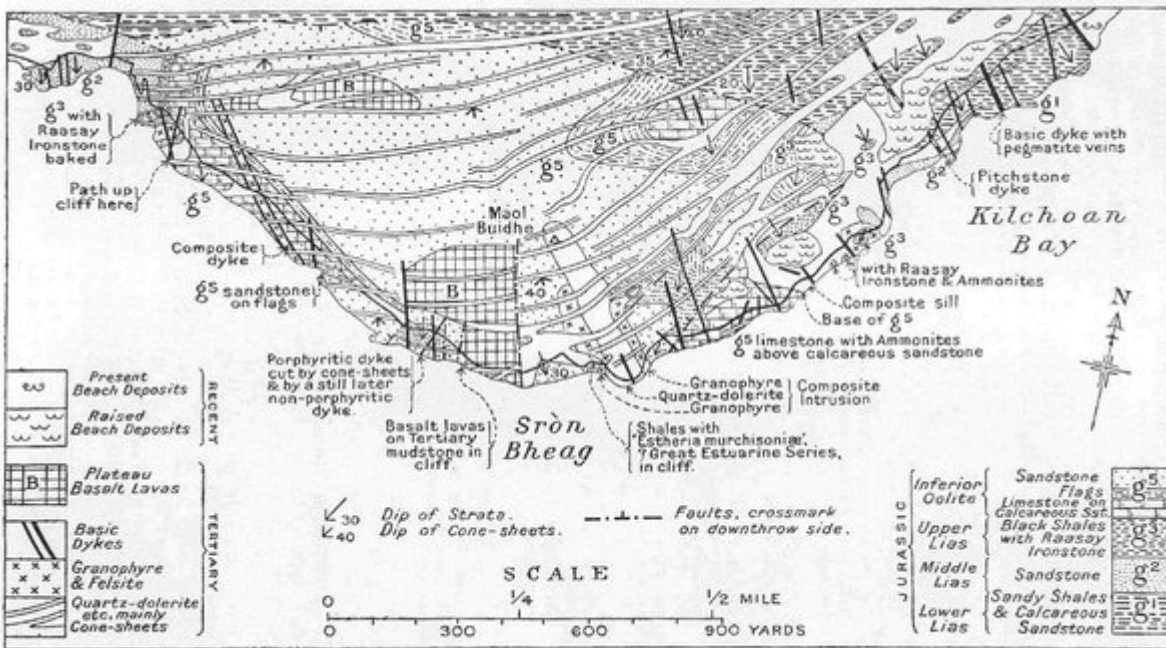 g⁵
40
35
20
B
30
g²
g³ with
Raasay
Ironstone
baked
Path up
cliff here
g⁵
Composite
dyke
g⁵ sandstone
on flags
g⁵
g⁵
g³
g³
g³
g²
g¹
Basic dyke with
pegmatite veins
Pitchstone
dyke
Kilchoan
Bay
Maol
Buidhe
B
40
30
g³
with Raasay
Ironstone & Ammonites
Composite sill
Base of g⁵
g⁵ limestone with Ammonites
above calcareous sandstone
N
Porphyritic dyke
cut by cone-sheets
& by a still later
non-porphyritic
dyke.
Basalt lavas
on Tertiary
mudstone in
cliff.
Sròn
Bheag
Granophyre
Quartz-dolerite
Granophyre
Composite
Intrusion
Shales with
Estheria murchisoniæ,
? Great Estuarine Series,
in cliff.
Present
Beach Deposits
Raised
Beach Deposits
RECENT
B
Plateau
Basalt Lavas
Basic
Dykes
Granophyre
& Felsite
Quartz-dolerite
etc. mainly
Cone-sheets
TERTIARY
30 Dip of Strata.
40 Dip of Cone-sheets.
Faults, crossmark
on downthrow side.
SCALE
0 1/4 1/2 MILE
0 300 600 900 YARDS
JURASSIC
Inferior
Oolite
Sandstone
Flags
Limestone on
Calcareous Sst.
g⁵
Upper
Lias
Black Shales
with Raasay
Ironstone
g³
Middle
Lias
Sandstone
g²
Lower
Lias
Sandy Shales
& Calcareous
Sandstone
g¹